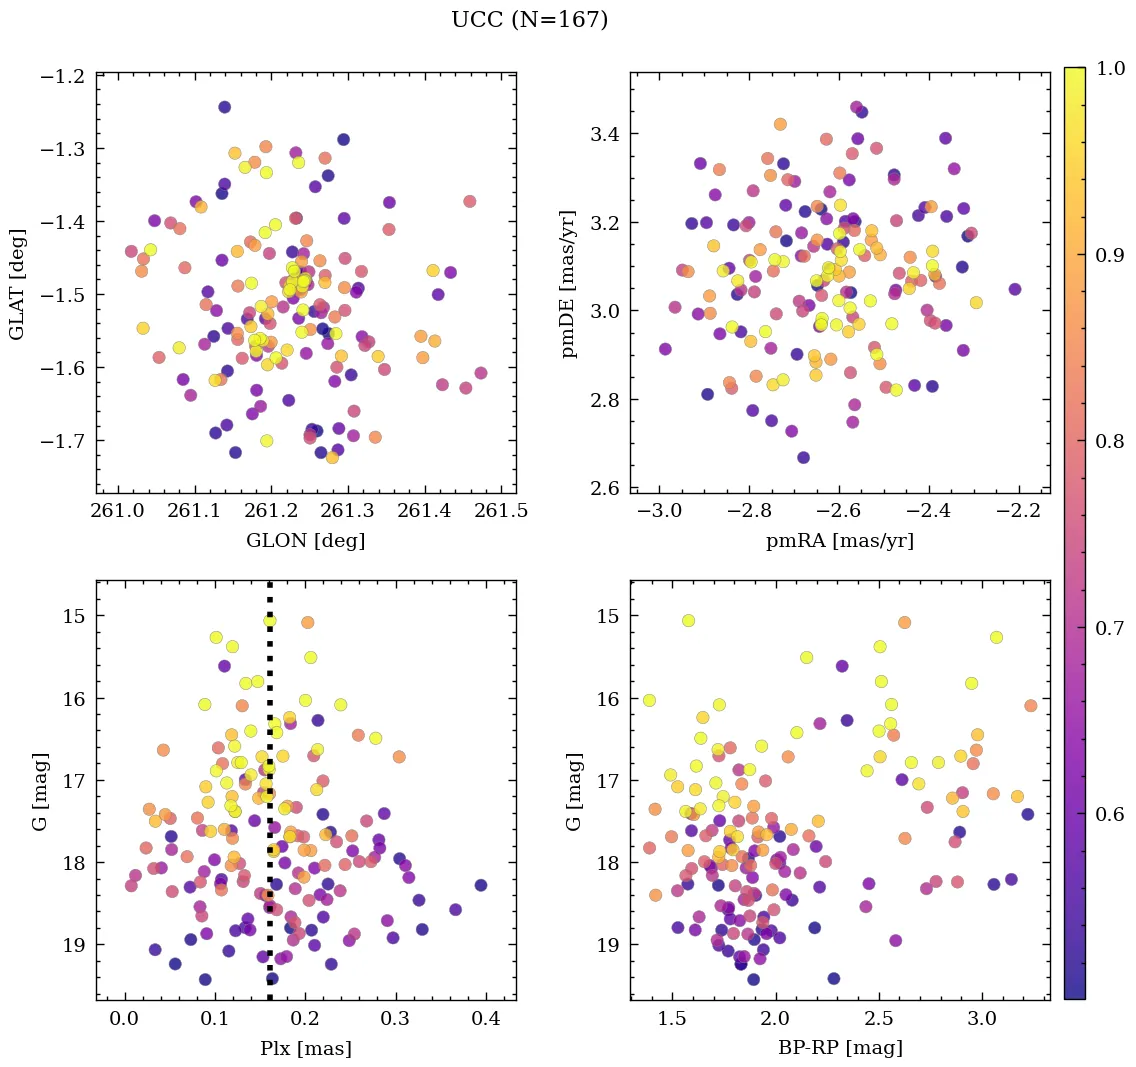 UCC (N=167)
−1.2
−1.3
−1.4
−1.5
−1.6
−1.7
GLAT [deg]
261.0 261.1 261.2 261.3 261.4 261.5
GLON [deg]
3.4
3.2
3.0
2.8
2.6
pmDE [mas/yr]
−3.0 −2.8 −2.6 −2.4 −2.2
pmRA [mas/yr]
1.0
0.9
0.8
0.7
0.6
15
16
17
18
19
G [mag]
0.0 0.1 0.2 0.3 0.4
Plx [mas]
15
16
17
18
19
G [mag]
1.5 2.0 2.5 3.0
BP-RP [mag]